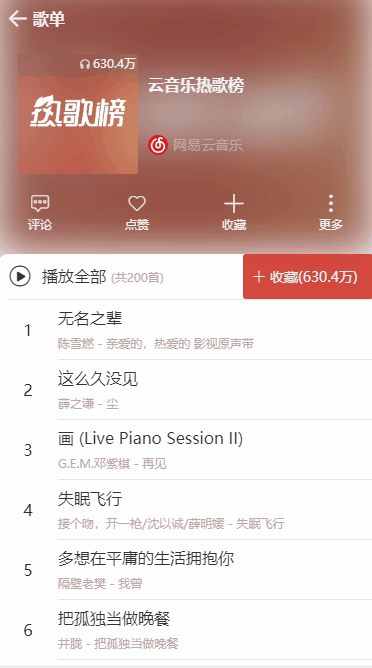 歌单
630.4万
热歌榜
云音乐热歌榜
网易云音乐
评论 点赞 收藏 更多
播放全部 (共200首) + 收藏(630.4万)
1 无名之辈
陈雪燃 - 亲爱的，热爱的 影视原声带
2 这么久没见
薛之谦 - 尘
3 画 (Live Piano Session II)
G.E.M.邓紫棋 - 再见
4 失眠飞行
接个吻，开一枪/沈以诚/薛明媛 - 失眠飞行
5 多想在平庸的生活拥抱你
隔壁老樊 - 我曾
6 把孤独当做晚餐
井胧 - 把孤独当做晚餐